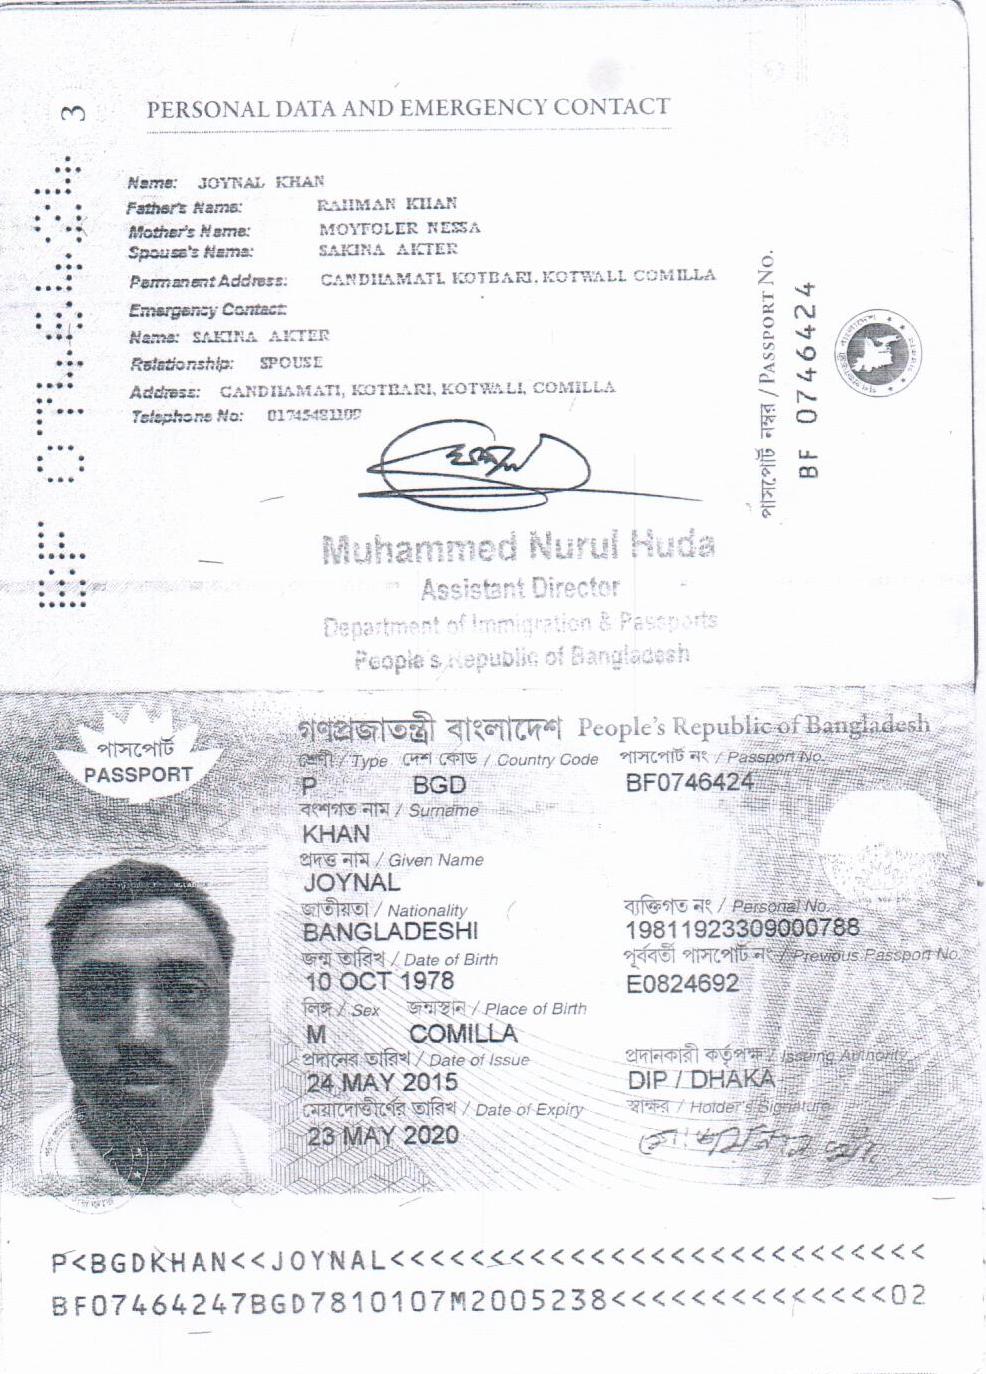 3
PERSONAL DATA AND EMERGENCY CONTACT
Name: JOYNAL KHAN
Father's Name: RAHMAN KHAN
Mother's Name: MOYFOLER NESSA
Spouse's Name: SAKINA AKTER
Permanent Address: GANDHAMATI, KOTBARI, KOTWALI, COMILLA
Emergency Contact:
Name: SAKINA AKTER
Relationship: SPOUSE
Address: GANDHAMATI, KOTBARI, KOTWALI, COMILLA
Telephone No:
পাসপোর্ট নম্বর / PASSPORT No.
BF 0746424
BF 0746424
Muhammed Nurul Huda
Assistant Director
Department of Immigration & Passports
People's Republic of Bangladesh
গণপ্রজাতন্ত্রী বাংলাদেশ People's Republic of Bangladesh
পাসপোর্ট
PASSPORT
শ্রেণী / Type দেশ কোড / Country Code পাসপোর্ট নং / Passport No.
P BGD BF0746424
বংশগত নাম / Surname
KHAN
প্রদত্ত নাম / Given Name
JOYNAL
জাতীয়তা / Nationality ব্যক্তিগত নং / Personal No.
BANGLADESHI 19811923309000788
জন্ম তারিখ / Date of Birth পূর্ববর্তী পাসপোর্ট নং / Previous Passport No.
10 OCT 1978 E0824692
লিঙ্গ / Sex জন্মস্থান / Place of Birth
M COMILLA
প্রদানের তারিখ / Date of Issue প্রদানকারী কর্তৃপক্ষ / Issuing Authority
24 MAY 2015 DIP / DHAKA
মেয়াদোত্তীর্ণের তারিখ / Date of Expiry স্বাক্ষর / Holder's Signature
23 MAY 2020
P<BGDKHAN<<JOYNAL<<<<<<<<<<<<<<<<<<<<<<<<<<<
BF07464247BGD7810107M2005238<<<<<<<<<<<<<<02